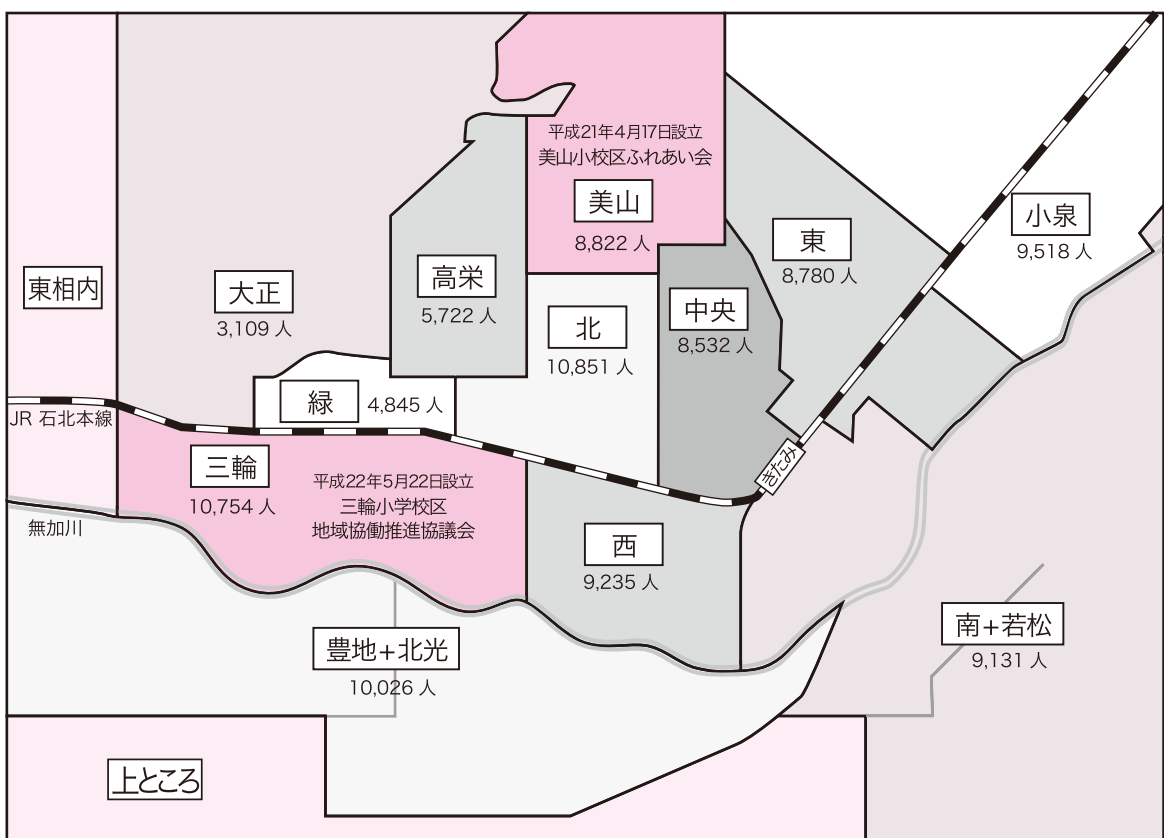 平成21年4月17日設立
美山小校区ふれあい会
美山
8,822 人
小泉
9,518 人
東
8,780 人
高栄
5,722 人
東相内
大正
3,109 人
中央
8,532 人
北
10,851 人
緑
4,845 人
JR 石北本線
三輪
10,754 人
平成22年5月22日設立
三輪小学校区
地域協働推進協議会
きたみ
無加川
西
9,235 人
豊地+北光
10,026 人
南+若松
9,131 人
上ところ